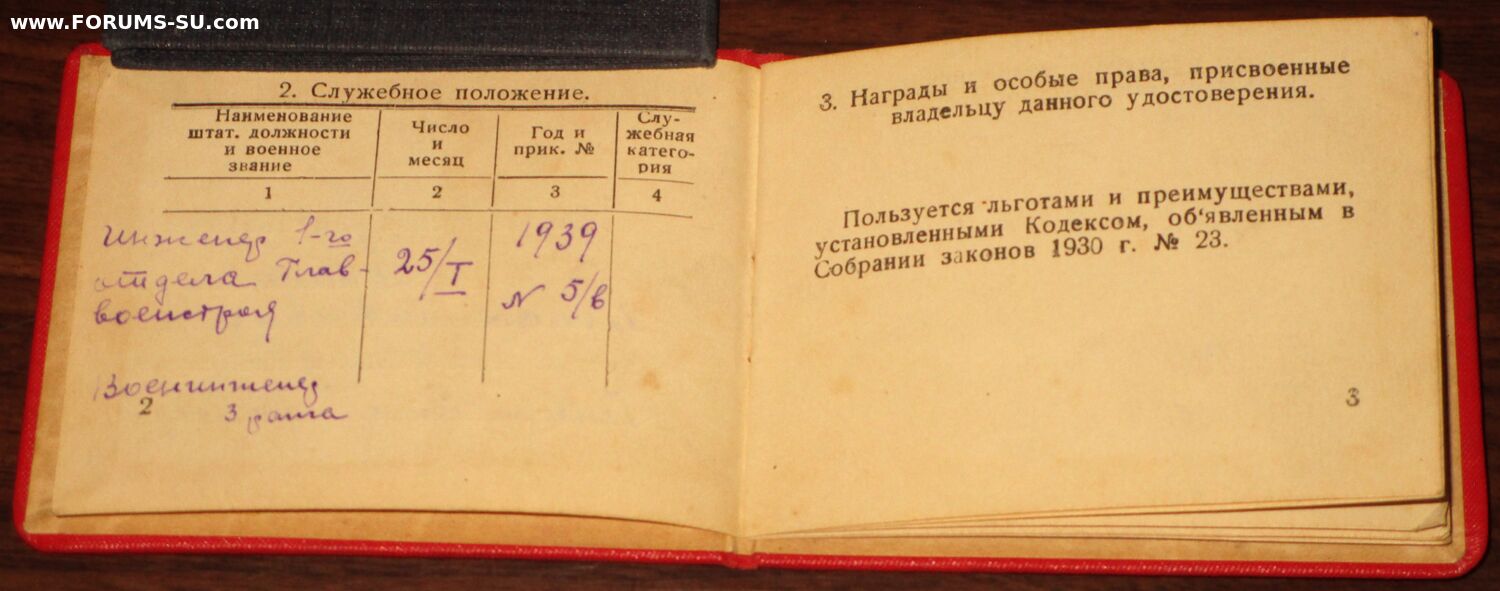 www.FORUMS-SU.com
2. Служебное положение.
Наименование штат. должности и военное звание
Число и месяц
Год и прик. №
Слу-жебная катего-рия
1 2 3 4
Инженер 1-го
отдела Глав-
военстроя
25/I
1939
N 5/в
Военинженер
3 ранга
2
3. Награды и особые права, присвоенные
владельцу данного удостоверения.
Пользуется льготами и преимуществами,
установленными Кодексом, об'явленным в
Собрании законов 1930 г. № 23.
3